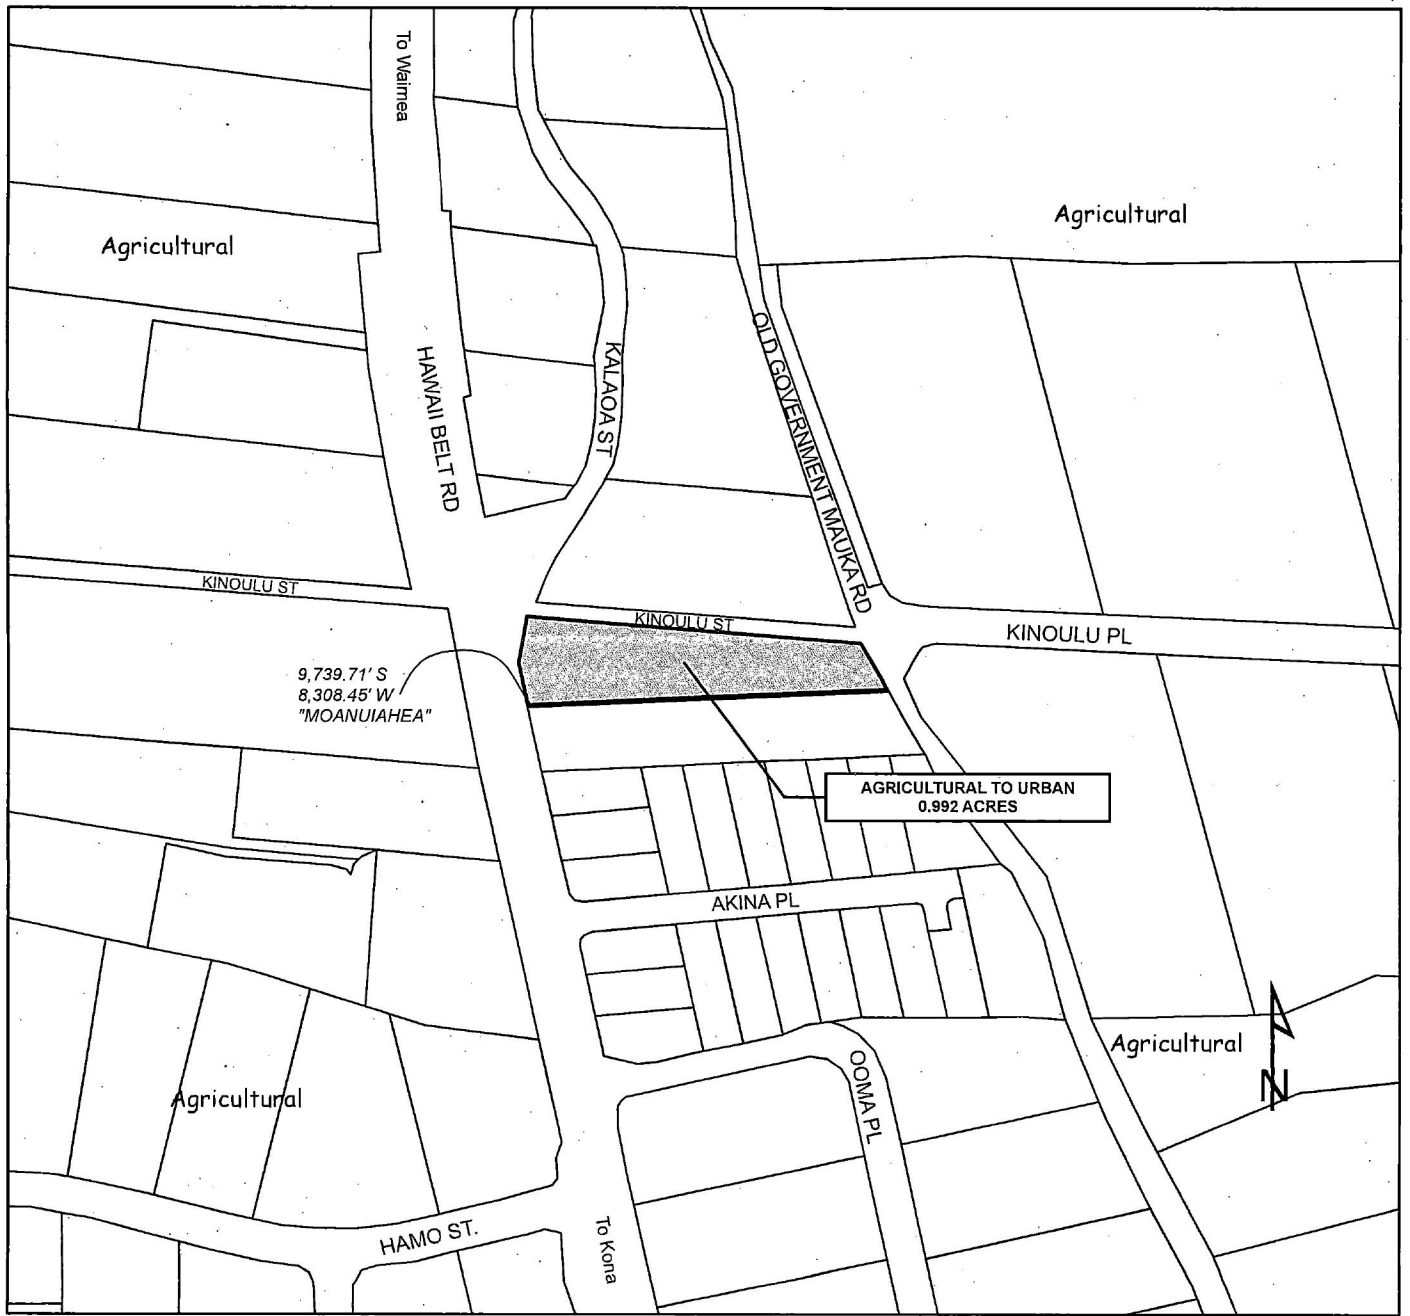 To Waimea
Agricultural
Agricultural
HAWAII BELT RD
KALAOA ST
OLD GOVERNMENT MAUKA RD
KINOULU ST
KINOULU ST
KINOULU PL
9,739.71' S
8,308.45' W
"MOANUIAHEA"
AGRICULTURAL TO URBAN
0.992 ACRES
AKINA PL
Agricultural
Agricultural
OOMA PL
N
HAMO ST.
To Kona